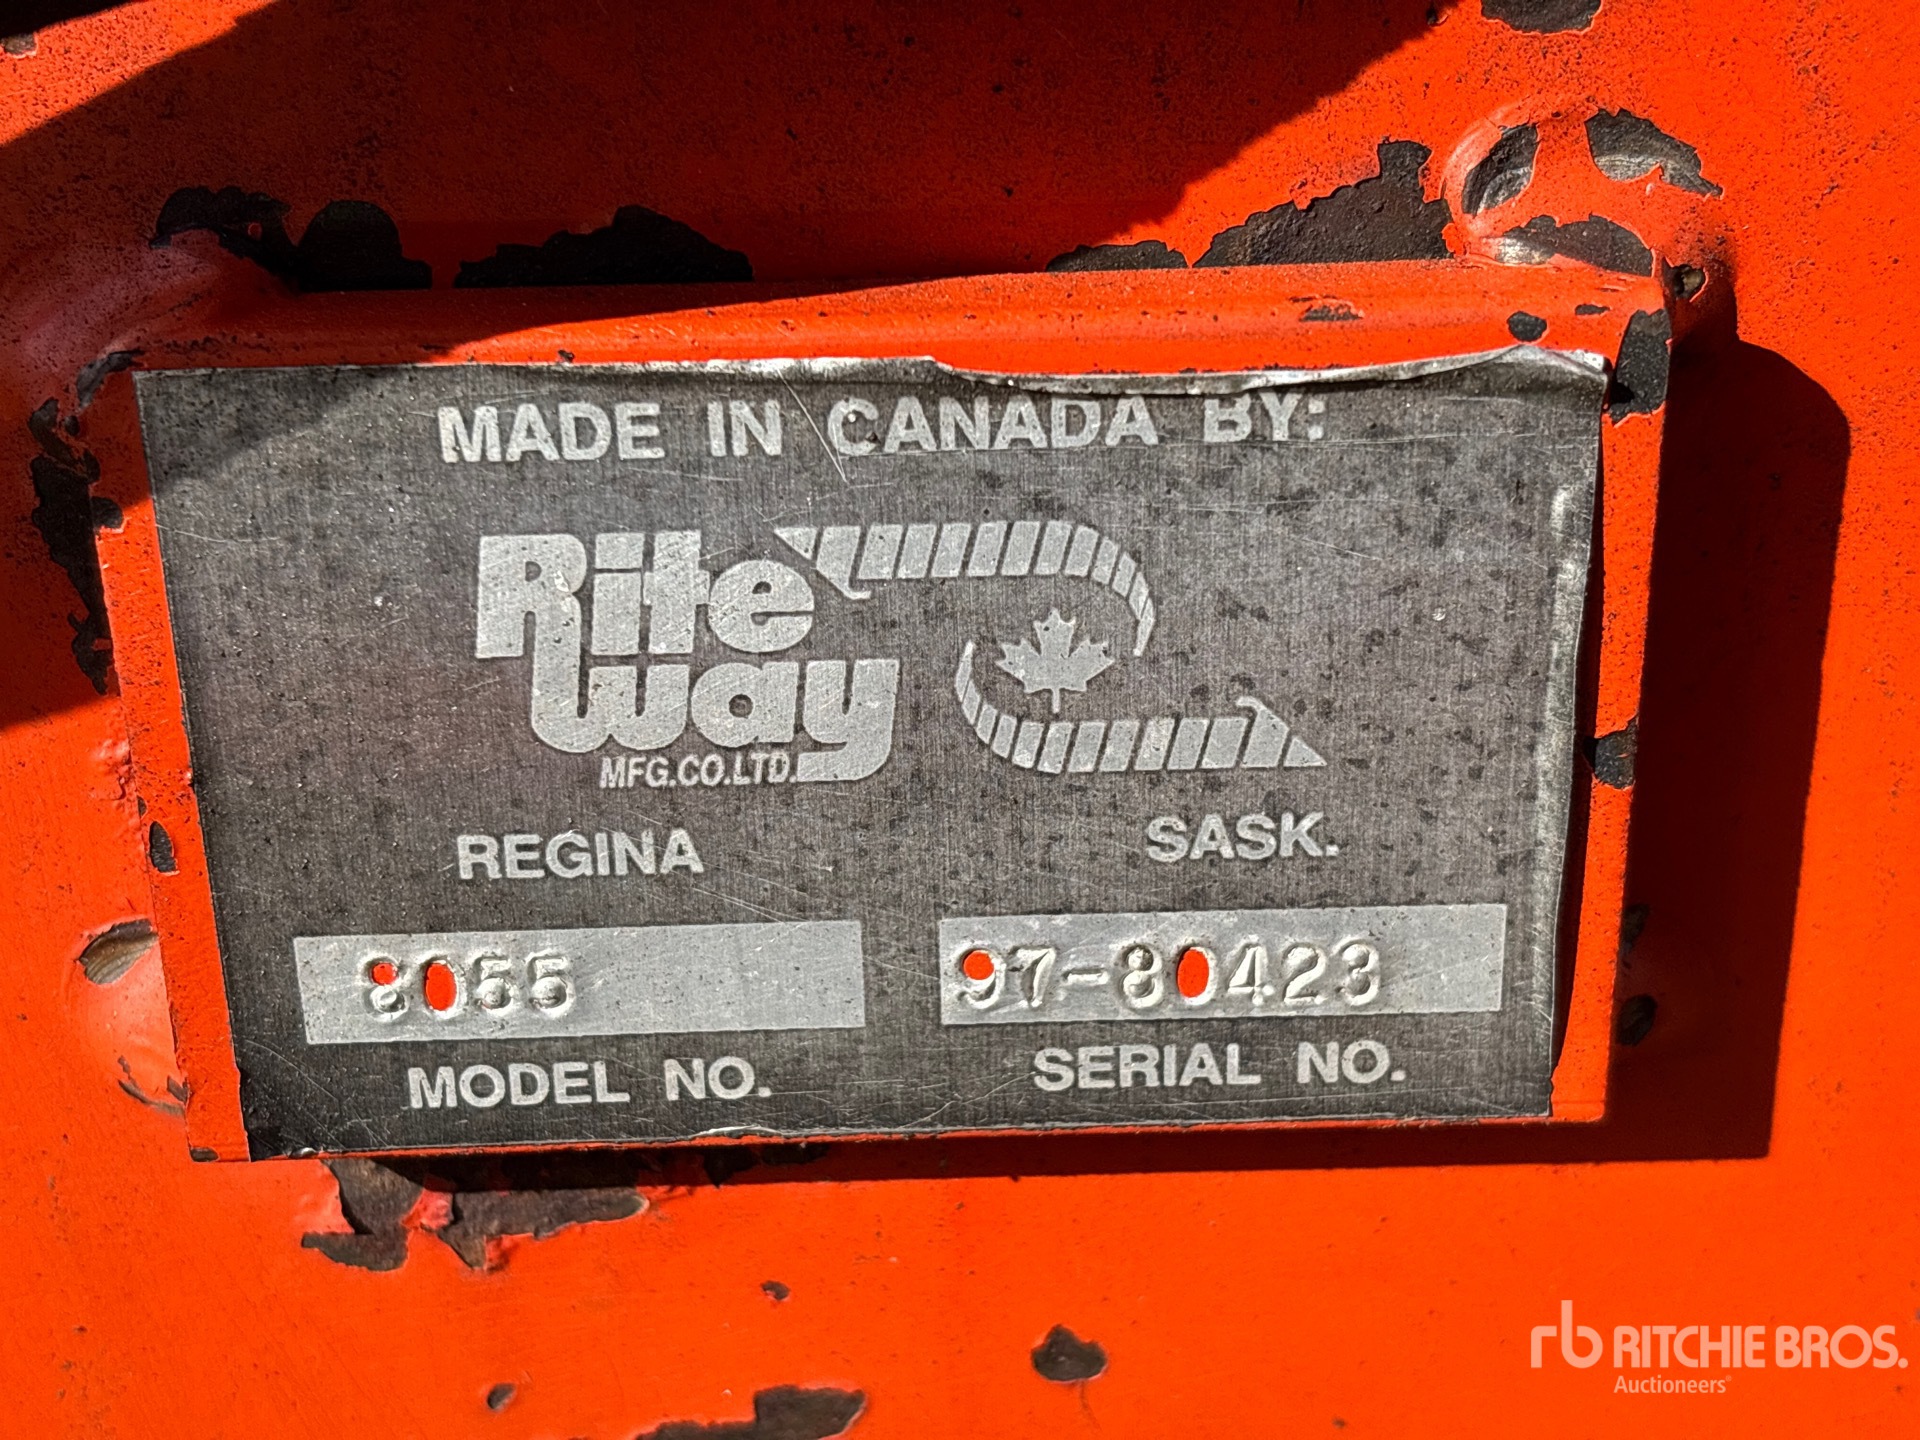 MADE IN CANADA BY:
Rite
way
MFG.CO.LTD.
REGINA SASK.
8055 97-80423
MODEL NO. SERIAL NO.
rb RITCHIE BROS.
Auctioneers